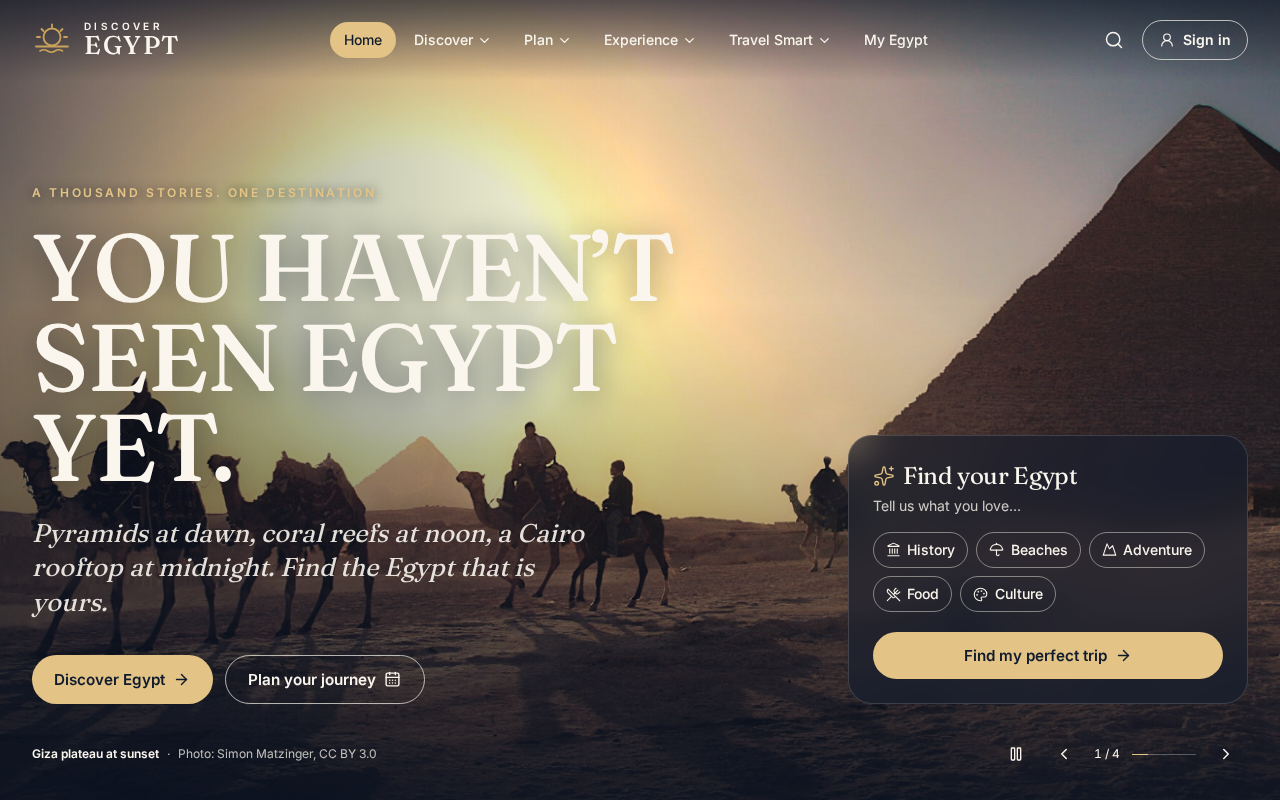 DISCOVER
EGYPT
Home
Discover
Plan
Experience
Travel Smart
My Egypt
Sign in
A THOUSAND STORIES. ONE DESTINATION
YOU HAVEN’T
SEEN EGYPT
YET.
Pyramids at dawn, coral reefs at noon, a Cairo
rooftop at midnight. Find the Egypt that is
yours.
Discover Egypt
Plan your journey
Find your Egypt
Tell us what you love...
History
Beaches
Adventure
Food
Culture
Find my perfect trip
Giza plateau at sunset · Photo: Simon Matzinger, CC BY 3.0
1 / 4